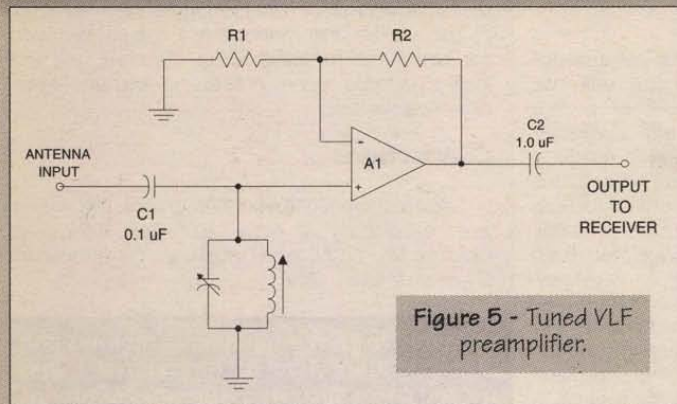 R1
R2
A1
-
+
C2
1.0 uF
ANTENNA
INPUT
C1
0.1 uF
OUTPUT
TO
RECEIVER
Figure 5 - Tuned VLF
preamplifier.